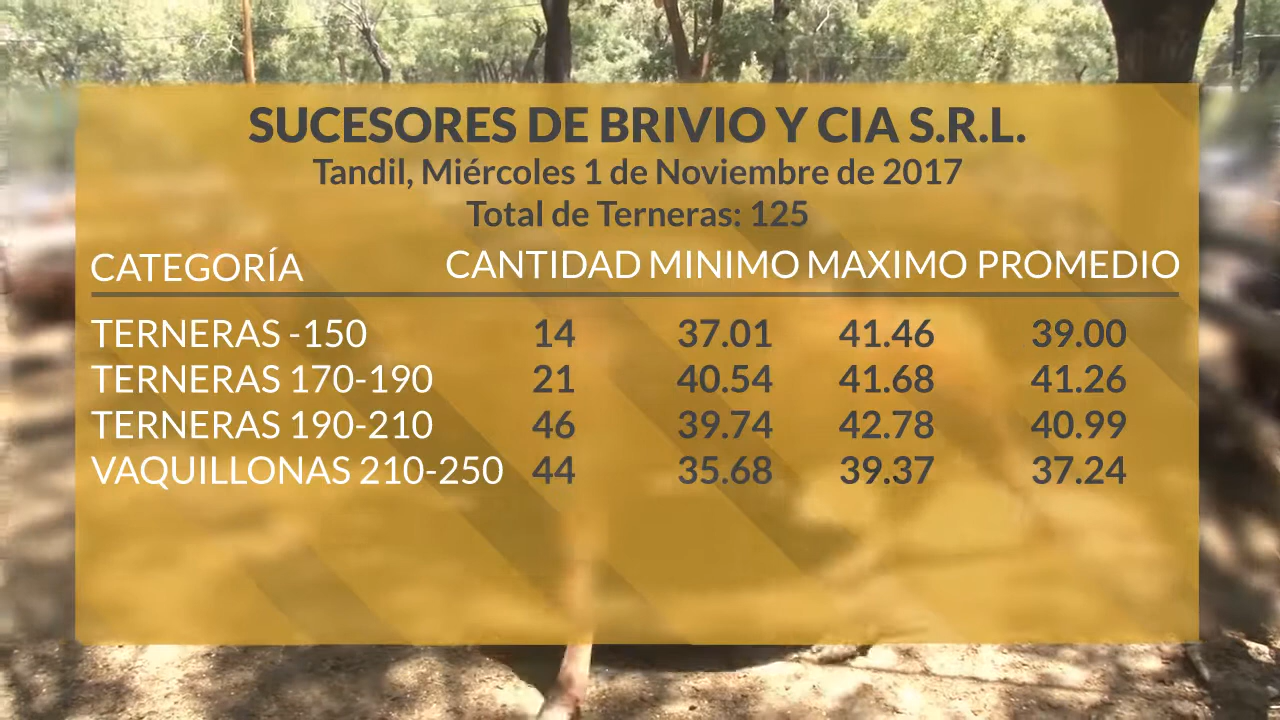 SUCESORES DE BRIVIO Y CIA S.R.L.
Tandil, Miércoles 1 de Noviembre de 2017
Total de Terneras: 125
CATEGORÍA CANTIDAD MINIMO MAXIMO PROMEDIO
TERNERAS -150 14 37.01 41.46 39.00
TERNERAS 170-190 21 40.54 41.68 41.26
TERNERAS 190-210 46 39.74 42.78 40.99
VAQUILLONAS 210-250 44 35.68 39.37 37.24